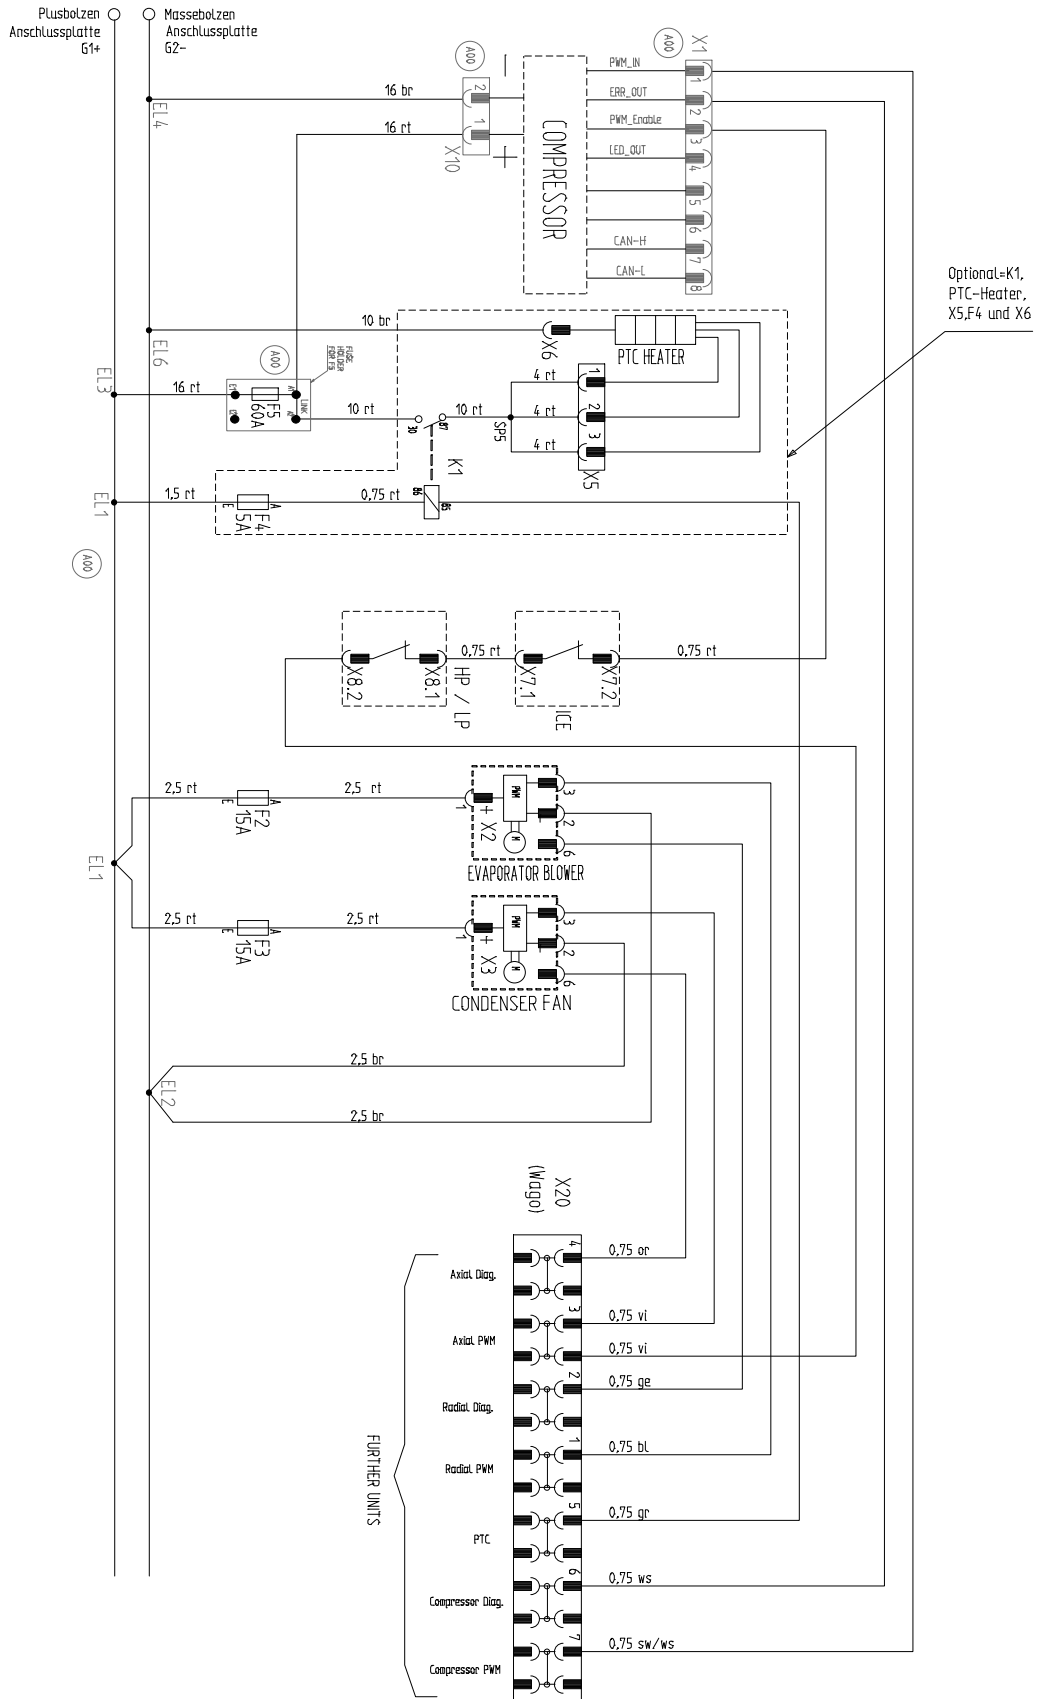 Plusbolzen
Anschlussplatte
G1+
Massebolzen
Anschlussplatte
G2-
A00
A00
X1
EL4
16 br
16 rt
2
1
X10
COMPRESSOR
PWM_IN
ERR_OUT
PWM_Enable
LED_OUT
CAN-H
CAN-L
1
2
3
4
5
6
7
8
Optional=K1,
PTC-Heater,
X5,F4 und X6
10 br
EL6
X6
PTC HEATER
A00
FUSE
HOLDER
FOR F5
EL3
16 rt
E1
E2
F5
60A
A1
A2
LINK
10 rt
30
87
10 rt
SP5
4 rt
4 rt
4 rt
1
2
3
X5
K1
EL1
1,5 rt
E
A
F4
5A
0,75 rt
86
85
A00
X8.2
X8.1
HP / LP
0,75 rt
X7.1
X7.2
ICE
0,75 rt
2,5 rt
E
A
F2
15A
2,5 rt
1
+
X2
PWM
M
3
2
6
EVAPORATOR BLOWER
EL1
2,5 rt
E
A
F3
15A
2,5 rt
1
+
X3
PWM
M
3
2
6
CONDENSER FAN
2,5 br
EL2
2,5 br
X20
(Wago)
4
0,75 or
Axial Diag.
3
0,75 vi
Axial PWM
0,75 vi
2
0,75 ge
Radial Diag.
1
0,75 bl
Radial PWM
5
0,75 gr
PTC
6
0,75 ws
Compressor Diag.
7
0,75 sw/ws
Compressor PWM
FURTHER UNITS